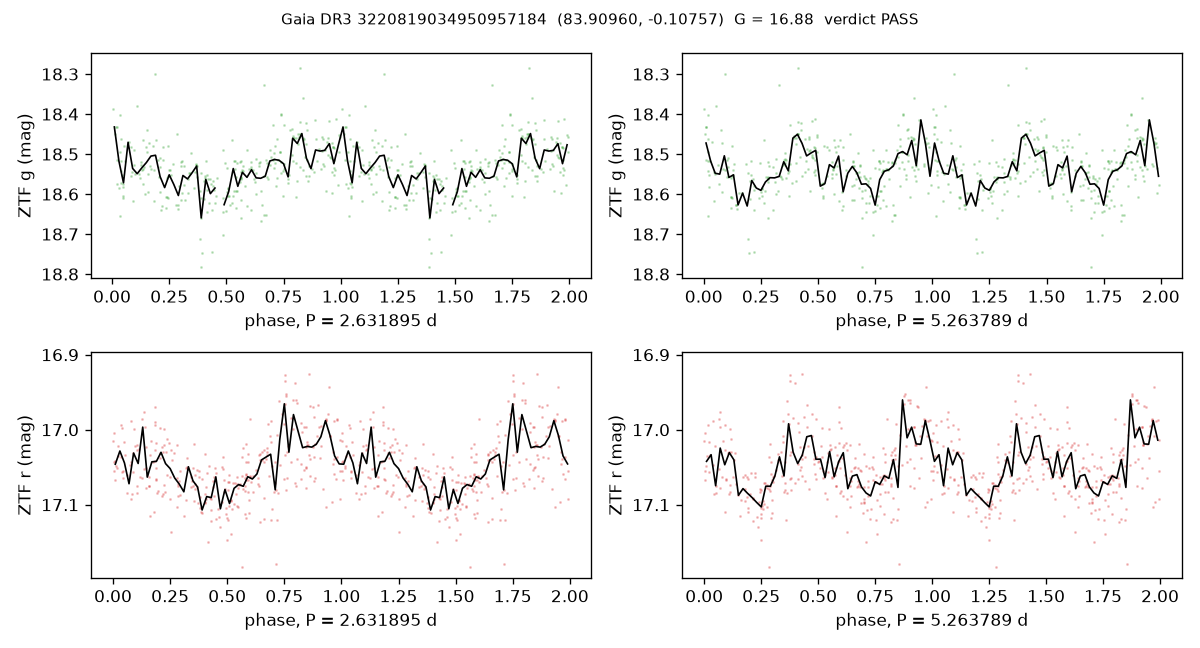 Gaia DR3 3220819034950957184 (83.90960, -0.10757) G = 16.88 verdict PASS
ZTF g (mag)
18.3
18.4
18.5
18.6
18.7
18.8
0.00 0.25 0.50 0.75 1.00 1.25 1.50 1.75 2.00
phase, P = 2.631895 d
ZTF g (mag)
18.3
18.4
18.5
18.6
18.7
18.8
0.00 0.25 0.50 0.75 1.00 1.25 1.50 1.75 2.00
phase, P = 5.263789 d
ZTF r (mag)
16.9
17.0
17.1
0.00 0.25 0.50 0.75 1.00 1.25 1.50 1.75 2.00
phase, P = 2.631895 d
ZTF r (mag)
16.9
17.0
17.1
0.00 0.25 0.50 0.75 1.00 1.25 1.50 1.75 2.00
phase, P = 5.263789 d